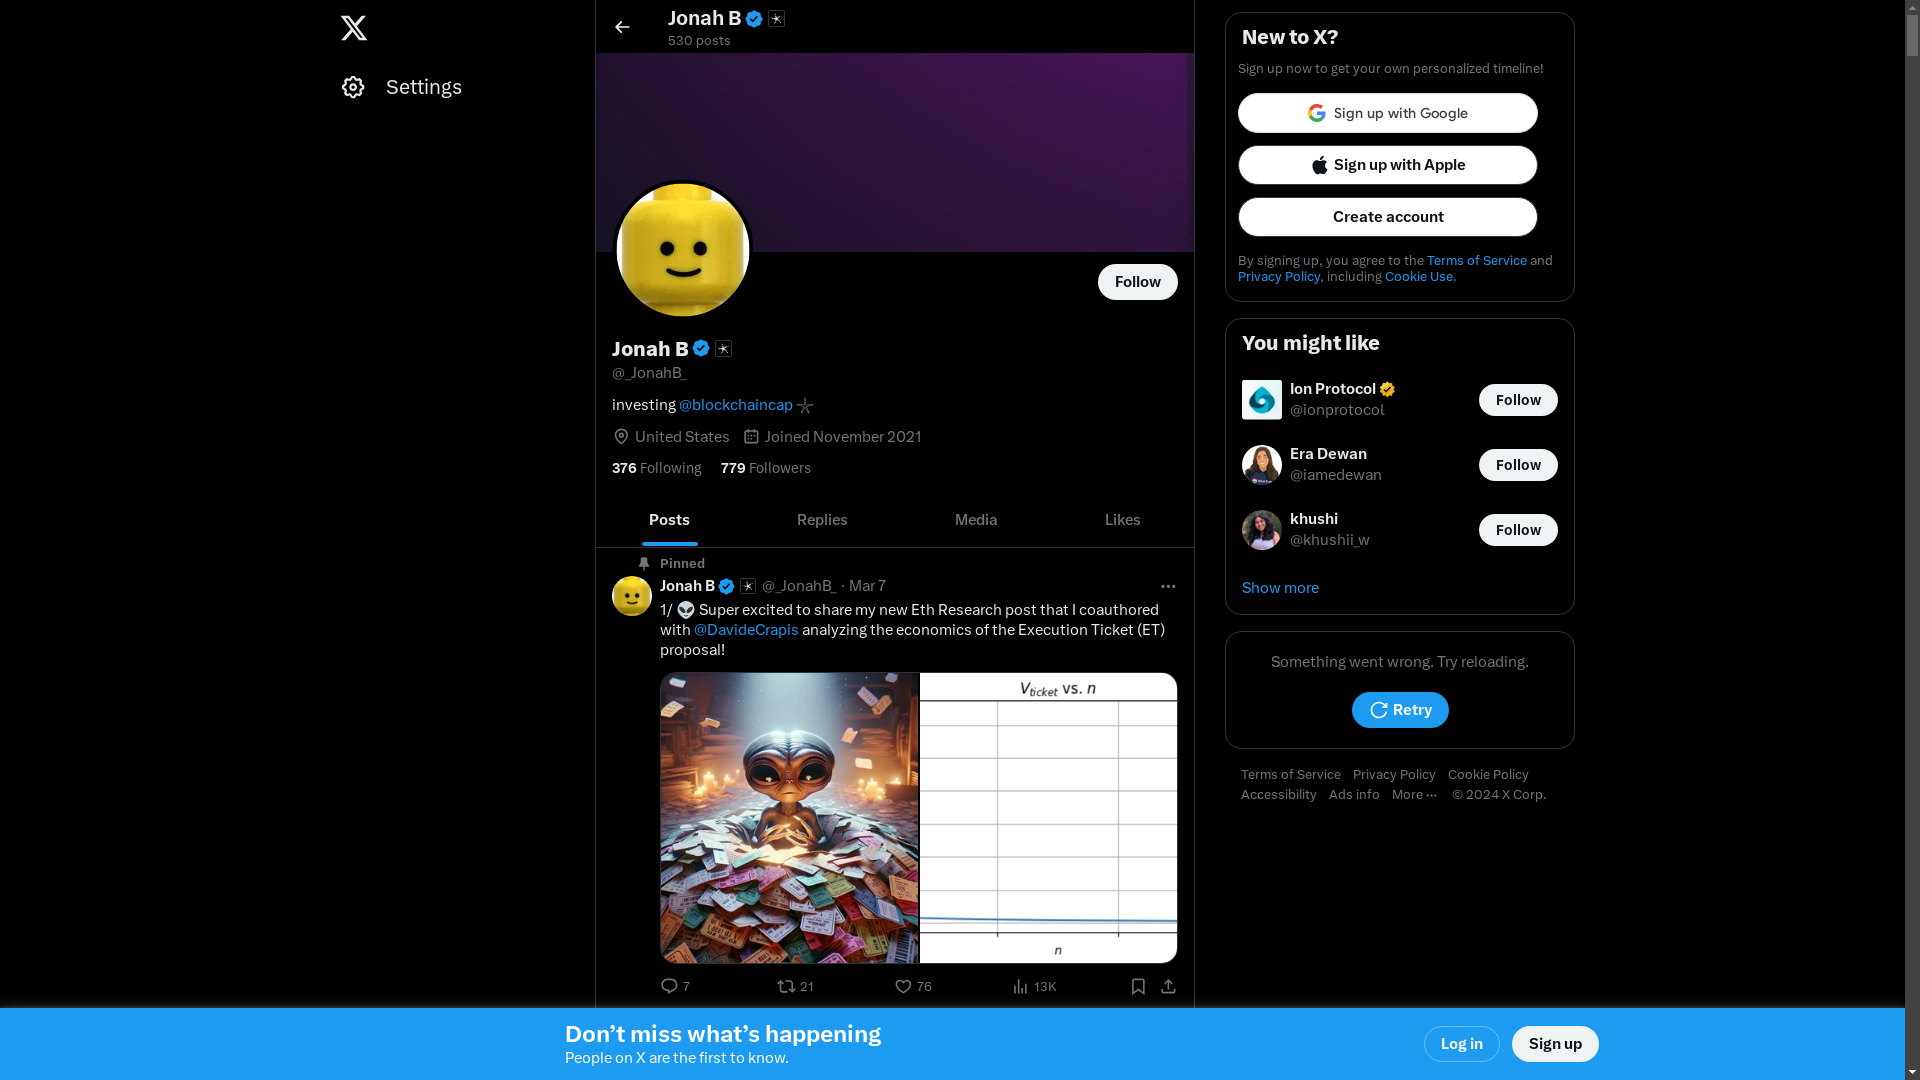 Settings
Jonah B
530 posts
Follow
Jonah B
@_JonahB_
investing @blockchaincap
United States Joined November 2021
376 Following 779 Followers
Posts Replies Media Likes
Pinned
Jonah B @_JonahB_ · Mar 7
1/ 👽 Super excited to share my new Eth Research post that I coauthored
with @DavideCrapis analyzing the economics of the Execution Ticket (ET)
proposal!
Vticket vs. n
n
7 21 76 13K
New to X?
Sign up now to get your own personalized timeline!
Sign up with Google
Sign up with Apple
Create account
By signing up, you agree to the Terms of Service and
Privacy Policy, including Cookie Use.
You might like
Ion Protocol
@ionprotocol
Follow
Era Dewan
@iamedewan
Follow
khushi
@khushii_w
Follow
Show more
Something went wrong. Try reloading.
Retry
Terms of Service Privacy Policy Cookie Policy
Accessibility Ads info More ··· © 2024 X Corp.
Don’t miss what’s happening
People on X are the first to know.
Log in Sign up